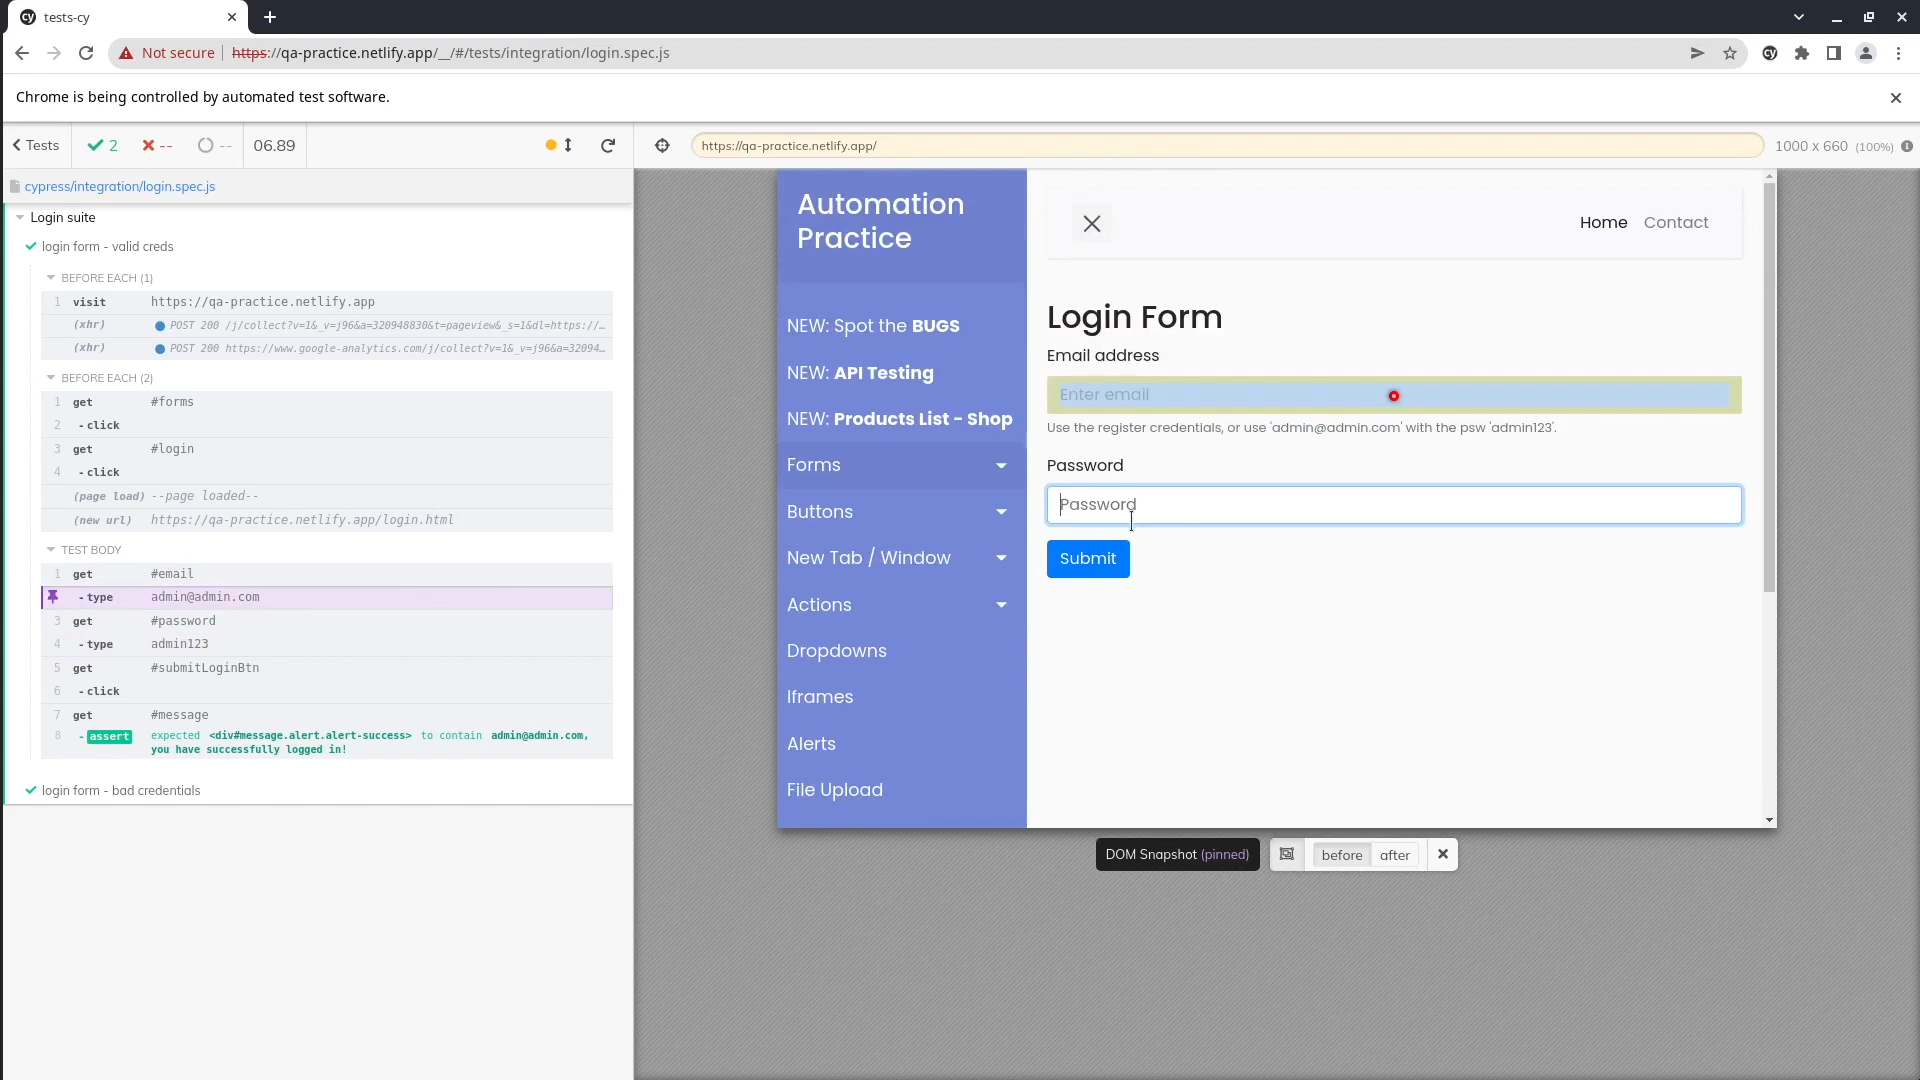 tests-cy
Not secure https://qa-practice.netlify.app/__/#/tests/integration/login.spec.js
Chrome is being controlled by automated test software.
Tests 2 -- -- 06.89
https://qa-practice.netlify.app/ 1000 x 660 (100%)
cypress/integration/login.spec.js
Login suite
login form - valid creds
BEFORE EACH (1)
1 visit https://qa-practice.netlify.app
(xhr) POST 200 /j/collect?v=1&_v=j96&a=320948830&t=pageview&_s=1&dl=https://…
(xhr) POST 200 https://www.google-analytics.com/j/collect?v=1&_v=j96&a=32094…
BEFORE EACH (2)
1 get #forms
2 -click
3 get #login
4 -click
(page load) --page loaded--
(new url) https://qa-practice.netlify.app/login.html
TEST BODY
1 get #email
-type admin@admin.com
3 get #password
4 -type admin123
5 get #submitLoginBtn
6 -click
7 get #message
8 -assert expected <div#message.alert.alert-success> to contain admin@admin.com,
you have successfully logged in!
login form - bad credentials
Automation
Practice
NEW: Spot the BUGS
NEW: API Testing
NEW: Products List - Shop
Forms
Buttons
New Tab / Window
Actions
Dropdowns
Iframes
Alerts
File Upload
Home Contact
Login Form
Email address
Enter email
Use the register credentials, or use 'admin@admin.com' with the psw 'admin123'.
Password
Password
Submit
DOM Snapshot (pinned) before after